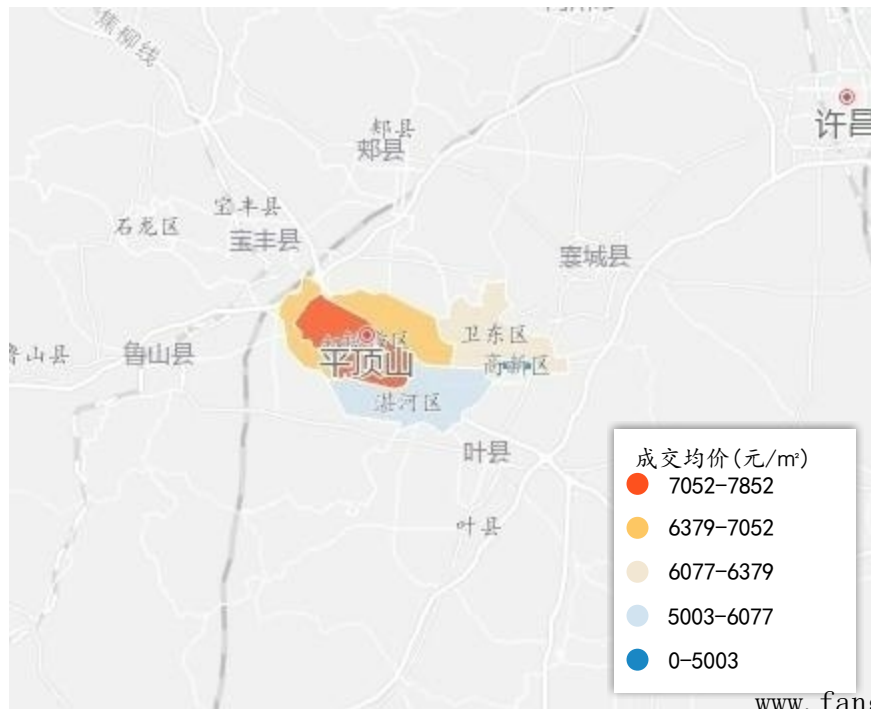 焦柳线
许昌
郏县
郏县
宝丰县
石龙区
宝丰县
襄城县
卫东区
鲁山县
鲁山县
平顶山
高新区
湛河区
叶县
叶县
成交均价(元/㎡)
7052-7852
6379-7052
6077-6379
5003-6077
0-5003
www.fang